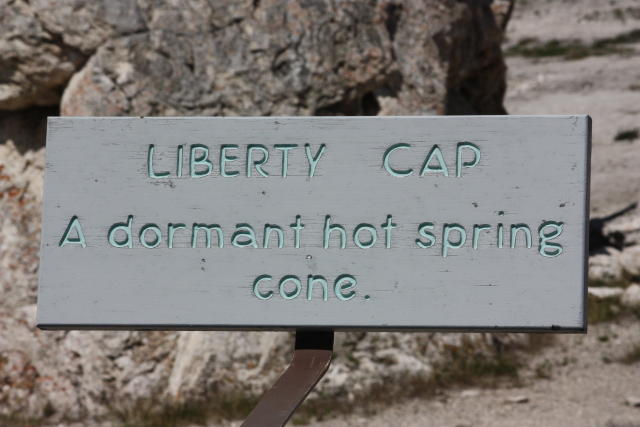 LIBERTY CAP
A dormant hot spring
cone.